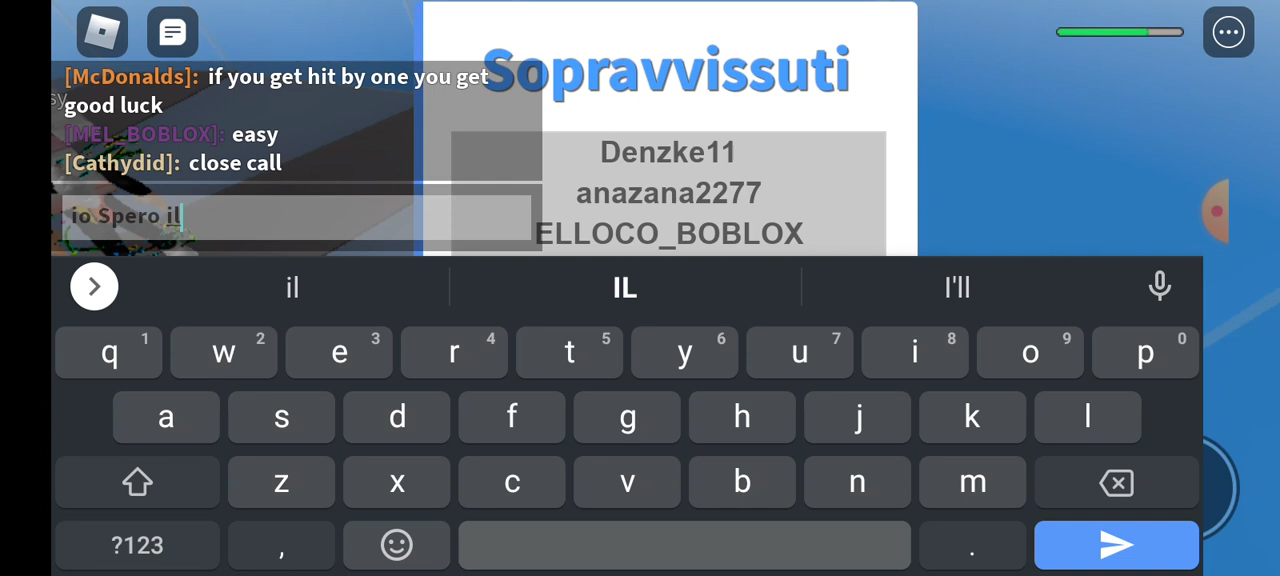 Sopravvissuti
[McDonalds]: if you get hit by one you get
good luck
[MEL_BOBLOX]: easy
[Cathydid]: close call
Denzke11
anazana2277
ELLOCO_BOBLOX
io Spero il
il IL I'll
q 1 w 2 e 3 r 4 t 5 y 6 u 7 i 8 o 9 p 0
a s d f g h j k l
z x c v b n m
?123 , .